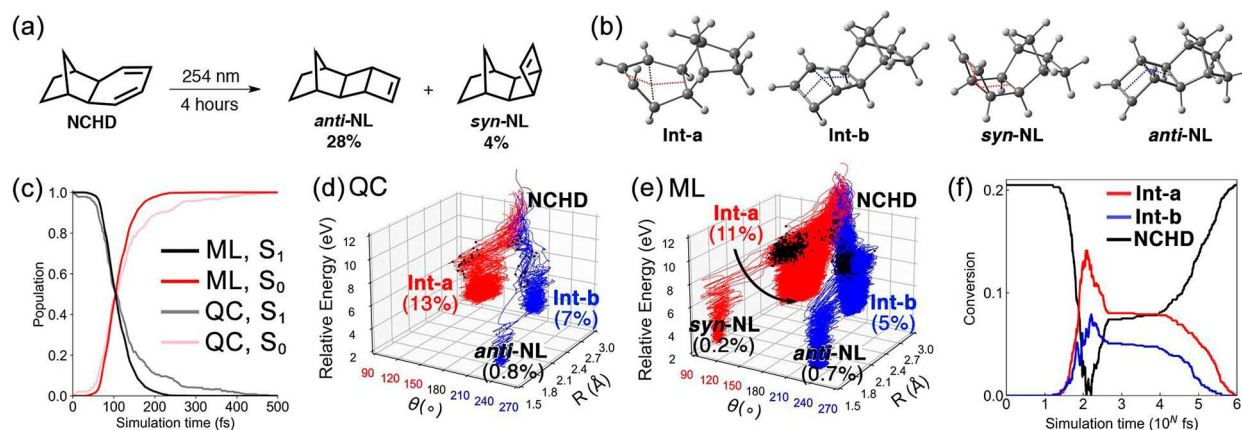 (a)
NCHD
254 nm
4 hours
anti-NL
28%
+
syn-NL
4%
(b)
Int-a
Int-b
syn-NL
anti-NL
(c)
1.0
0.8
0.6
0.4
0.2
0.0
Population
ML, S₁
ML, S₀
QC, S₁
QC, S₀
0 100 200 300 400 500
Simulation time (fs)
(d) QC
NCHD
Int-a
(13%)
Int-b
(7%)
anti-NL
(0.8%)
Relative Energy (eV)
12
10
8
6
4
2
90 120 150 180 210 240 270
θ(°)
1.5 1.8 2.1 2.4 2.7 3.0
R (Å)
(e) ML
NCHD
Int-a
(11%)
Int-b
(5%)
syn-NL
(0.2%)
anti-NL
(0.7%)
Relative Energy (eV)
12
10
8
6
4
2
90 120 150 180 210 240 270
θ(°)
1.5 1.8 2.1 2.4 2.7 3.0
R (Å)
(f)
0.2
0.1
0.0
Conversion
Int-a
Int-b
NCHD
0 1 2 3 4 5 6
Simulation time (10ᴺ fs)